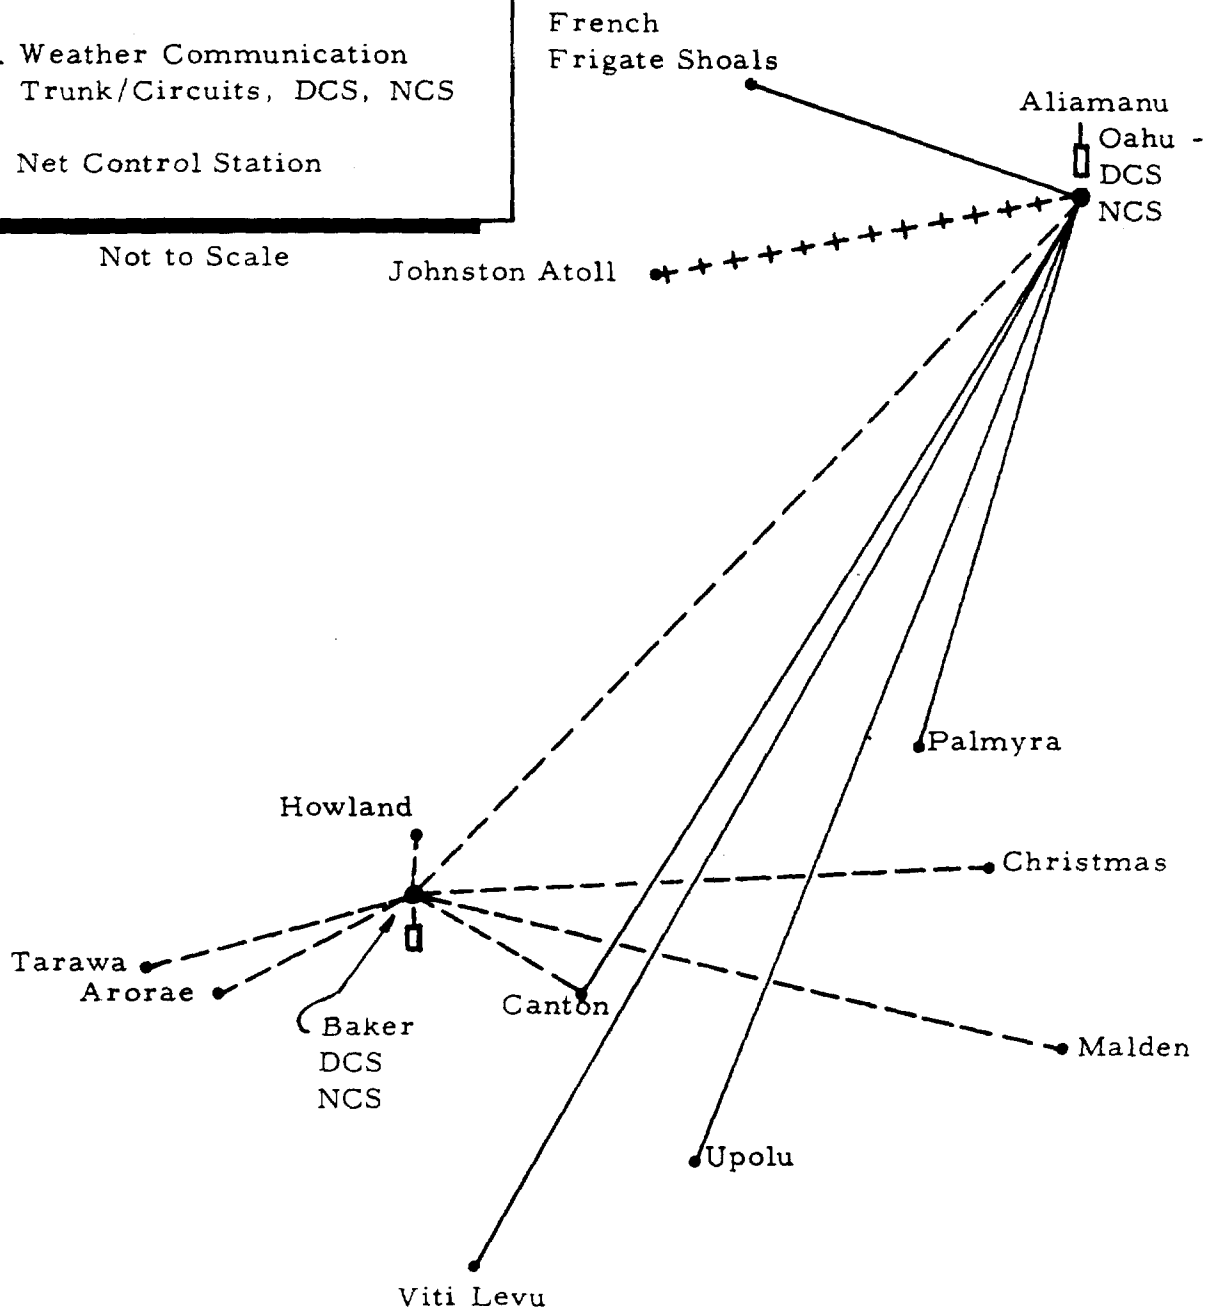 . Weather Communication
Trunk/Circuits, DCS, NCS
Net Control Station
Not to Scale
French
Frigate Shoals
Aliamanu
Oahu -
DCS
NCS
Johnston Atoll
Palmyra
Howland
Christmas
Tarawa
Arorae
Canton
Baker
DCS
NCS
Malden
Upolu
Viti Levu